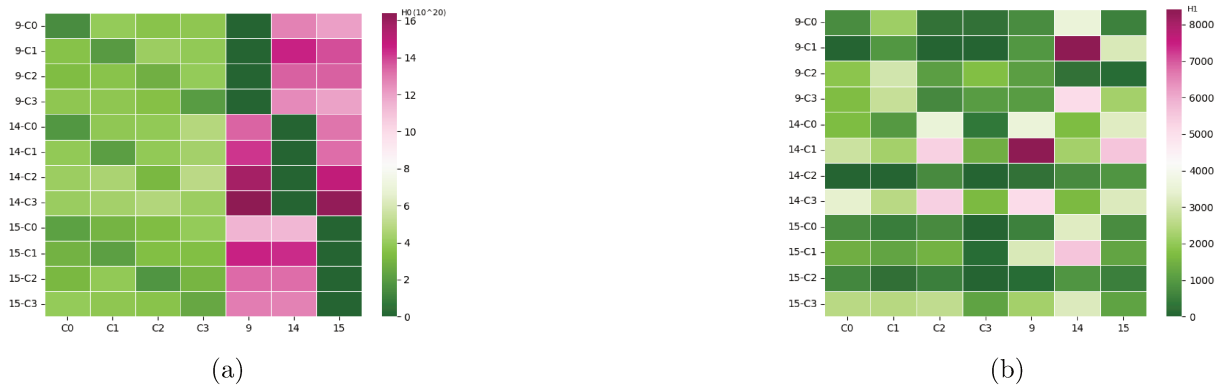 H0(10^20)
9-C0
9-C1
9-C2
9-C3
14-C0
14-C1
14-C2
14-C3
15-C0
15-C1
15-C2
15-C3
C0 C1 C2 C3 9 14 15
16
14
12
10
8
6
4
2
0
(a)
H1
9-C0
9-C1
9-C2
9-C3
14-C0
14-C1
14-C2
14-C3
15-C0
15-C1
15-C2
15-C3
C0 C1 C2 C3 9 14 15
8000
7000
6000
5000
4000
3000
2000
1000
0
(b)